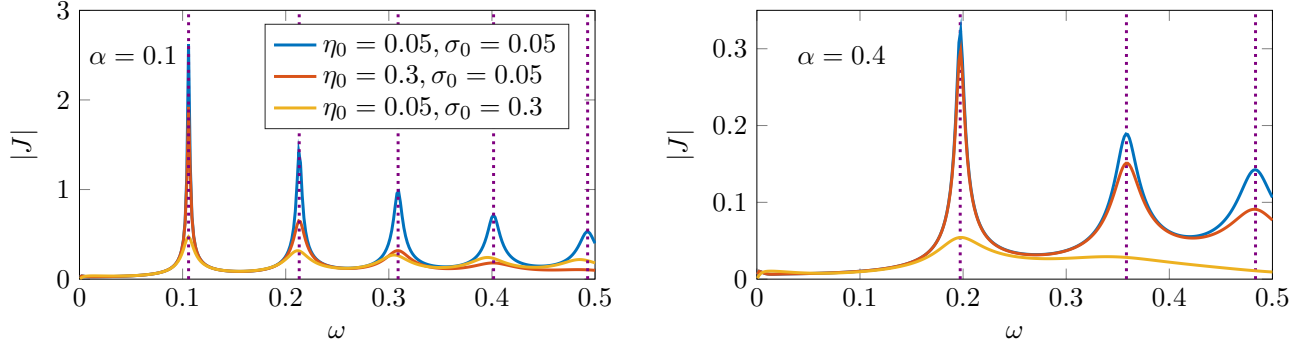 3
2
1
0
|J|
α = 0.1
η₀ = 0.05, σ₀ = 0.05
η₀ = 0.3, σ₀ = 0.05
η₀ = 0.05, σ₀ = 0.3
0 0.1 0.2 0.3 0.4 0.5
ω
0.3
0.2
0.1
0
|J|
α = 0.4
0 0.1 0.2 0.3 0.4 0.5
ω